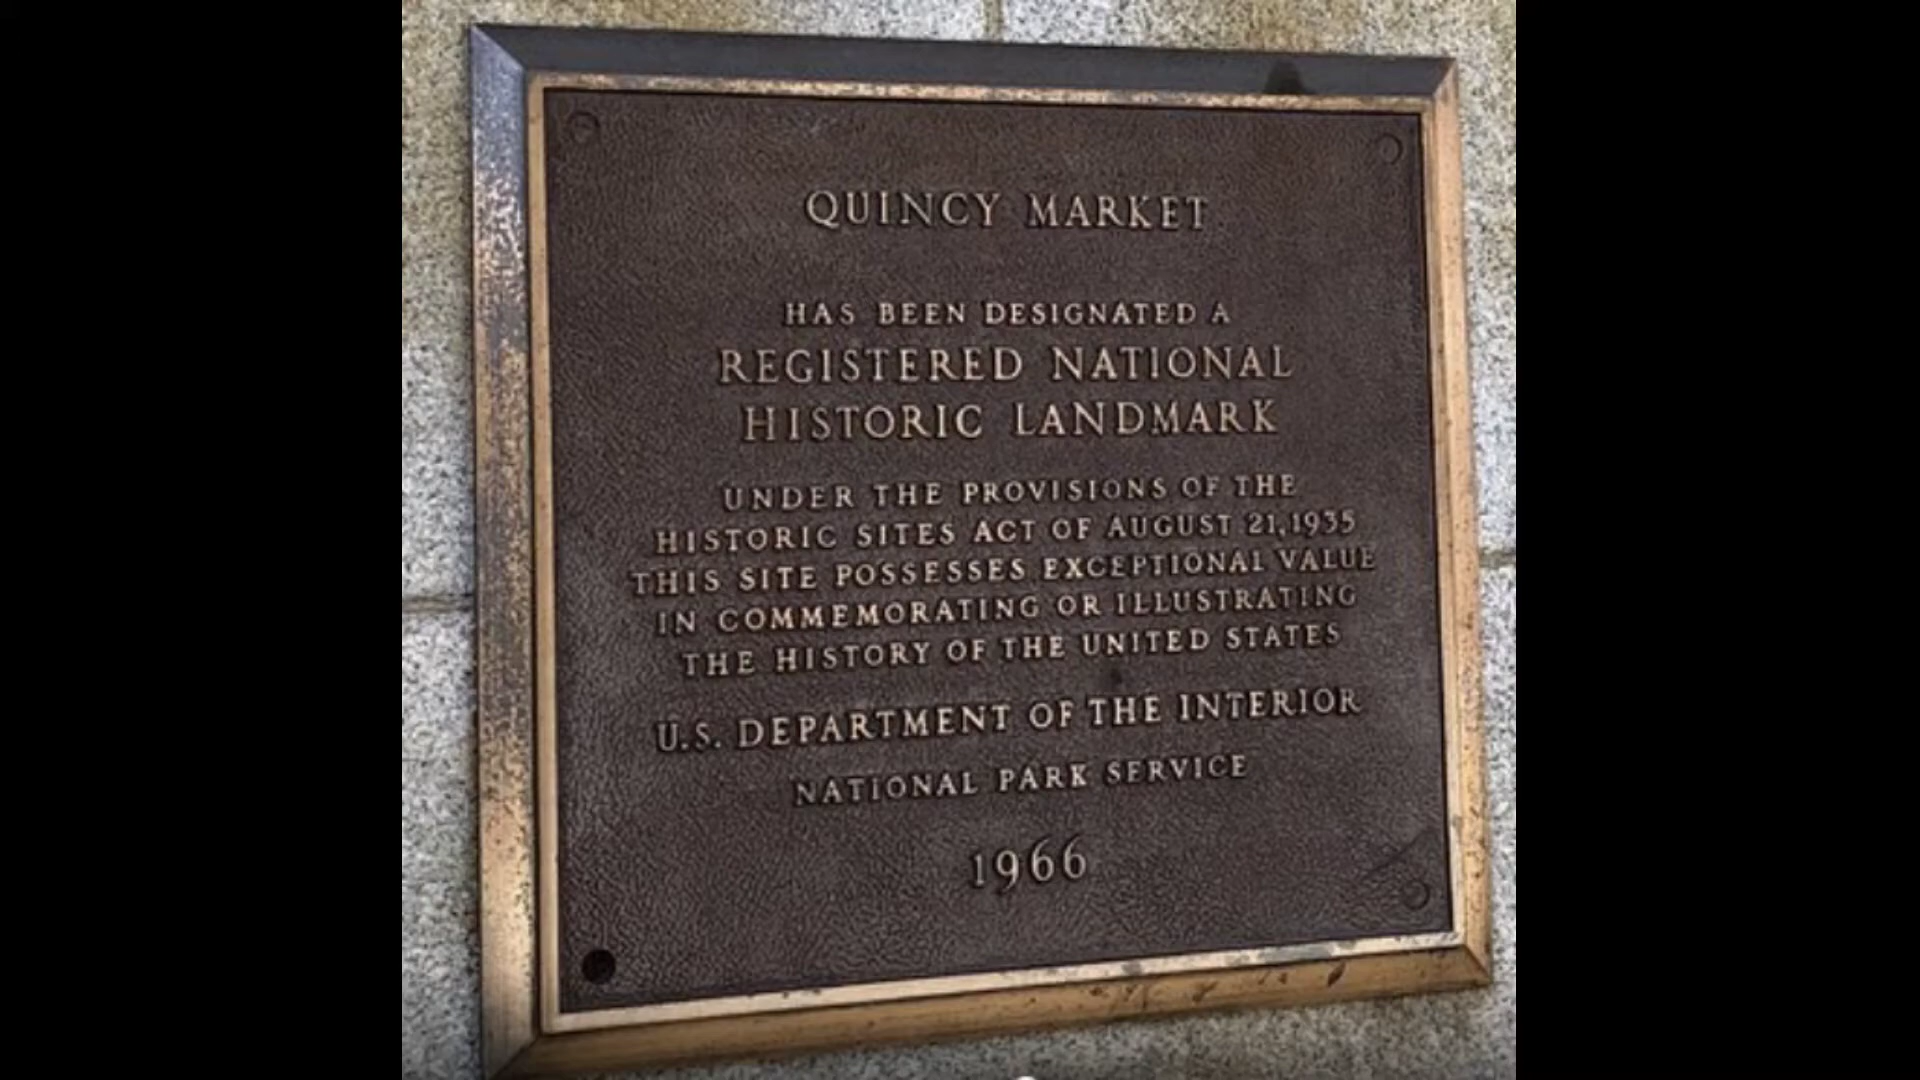 QUINCY MARKET
HAS BEEN DESIGNATED A
REGISTERED NATIONAL
HISTORIC LANDMARK
UNDER THE PROVISIONS OF THE
HISTORIC SITES ACT OF AUGUST 21, 1935
THIS SITE POSSESSES EXCEPTIONAL VALUE
IN COMMEMORATING OR ILLUSTRATING
THE HISTORY OF THE UNITED STATES
U.S. DEPARTMENT OF THE INTERIOR
NATIONAL PARK SERVICE
1966